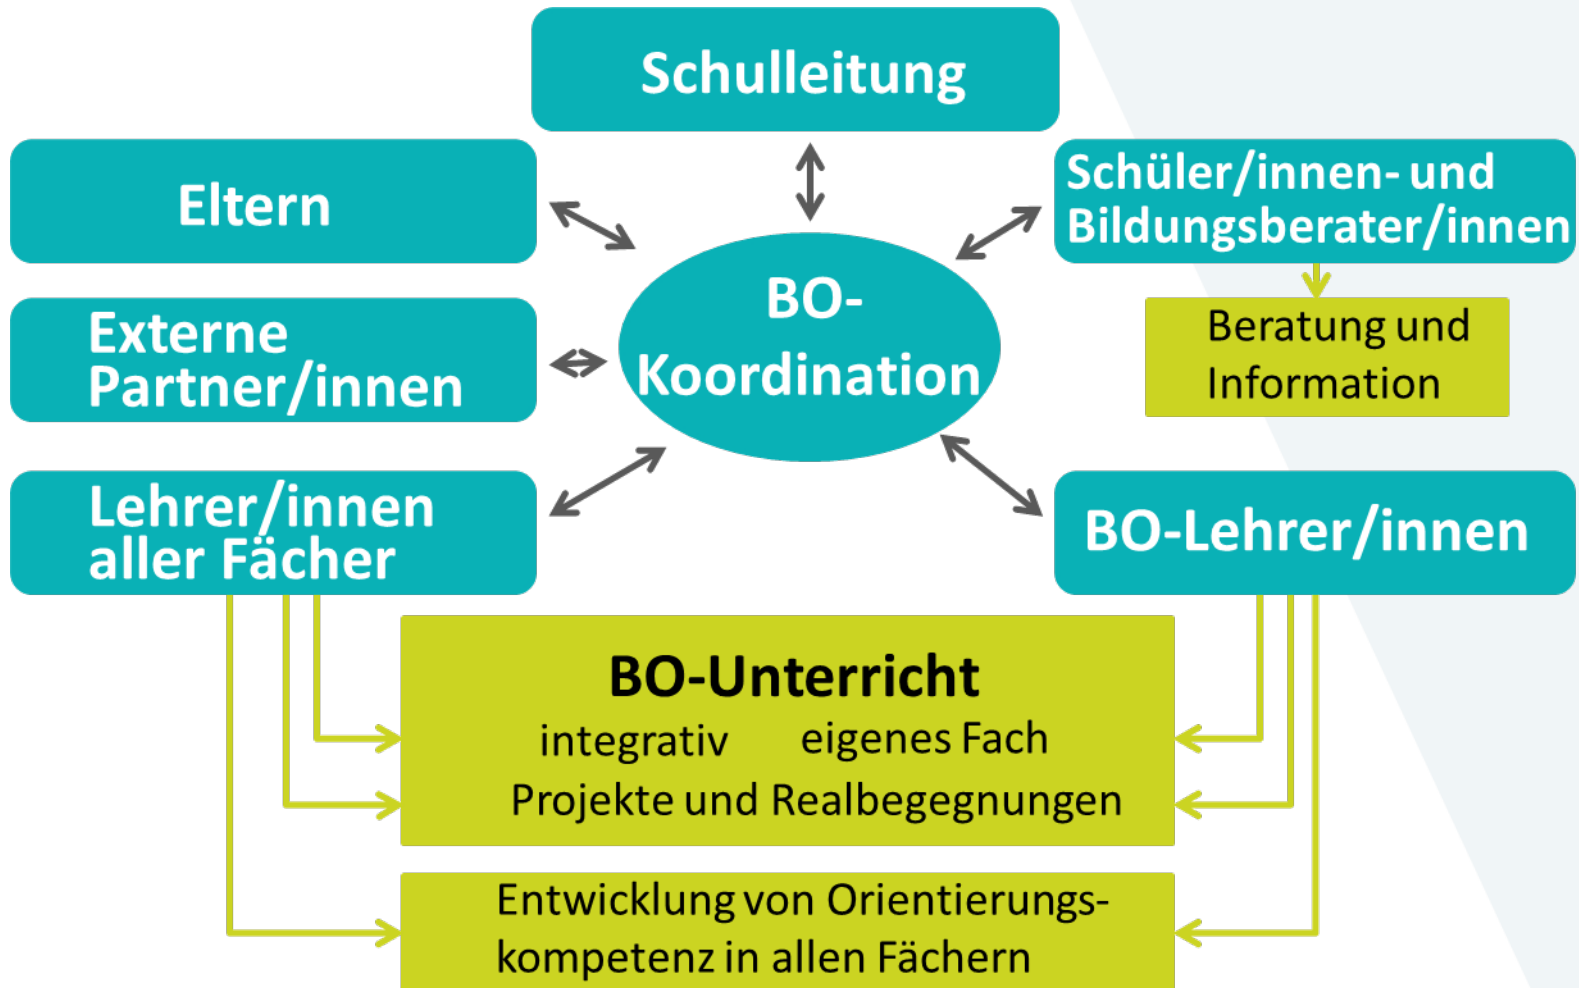 Schulleitung
Eltern
Schüler/innen- und
Bildungsberater/innen
Externe
Partner/innen
BO-
Koordination
Beratung und
Information
Lehrer/innen
aller Fächer
BO-Lehrer/innen
BO-Unterricht
integrativ eigenes Fach
Projekte und Realbegegnungen
Entwicklung von Orientierungs-
kompetenz in allen Fächern